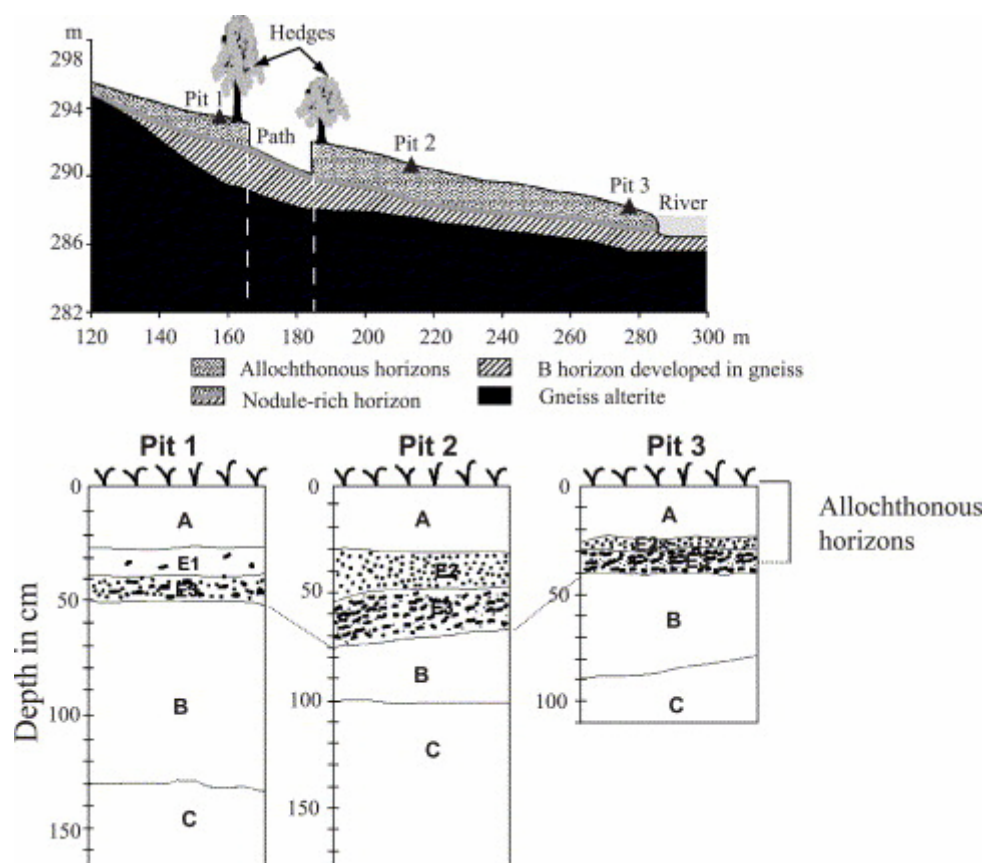 m
Hedges
298
294
290
286
282
Pit 1
Path
Pit 2
Pit 3
River
120 140 160 180 200 220 240 260 280 300 m
Allochthonous horizons
B horizon developed in gneiss
Nodule-rich horizon
Gneiss alterite
Pit 1
Pit 2
Pit 3
Depth in cm
0
50
100
150
A
E1
E3
B
C
0
50
100
150
A
E2
E3
B
C
0
50
100
A
B
C
Allochthonous
horizons